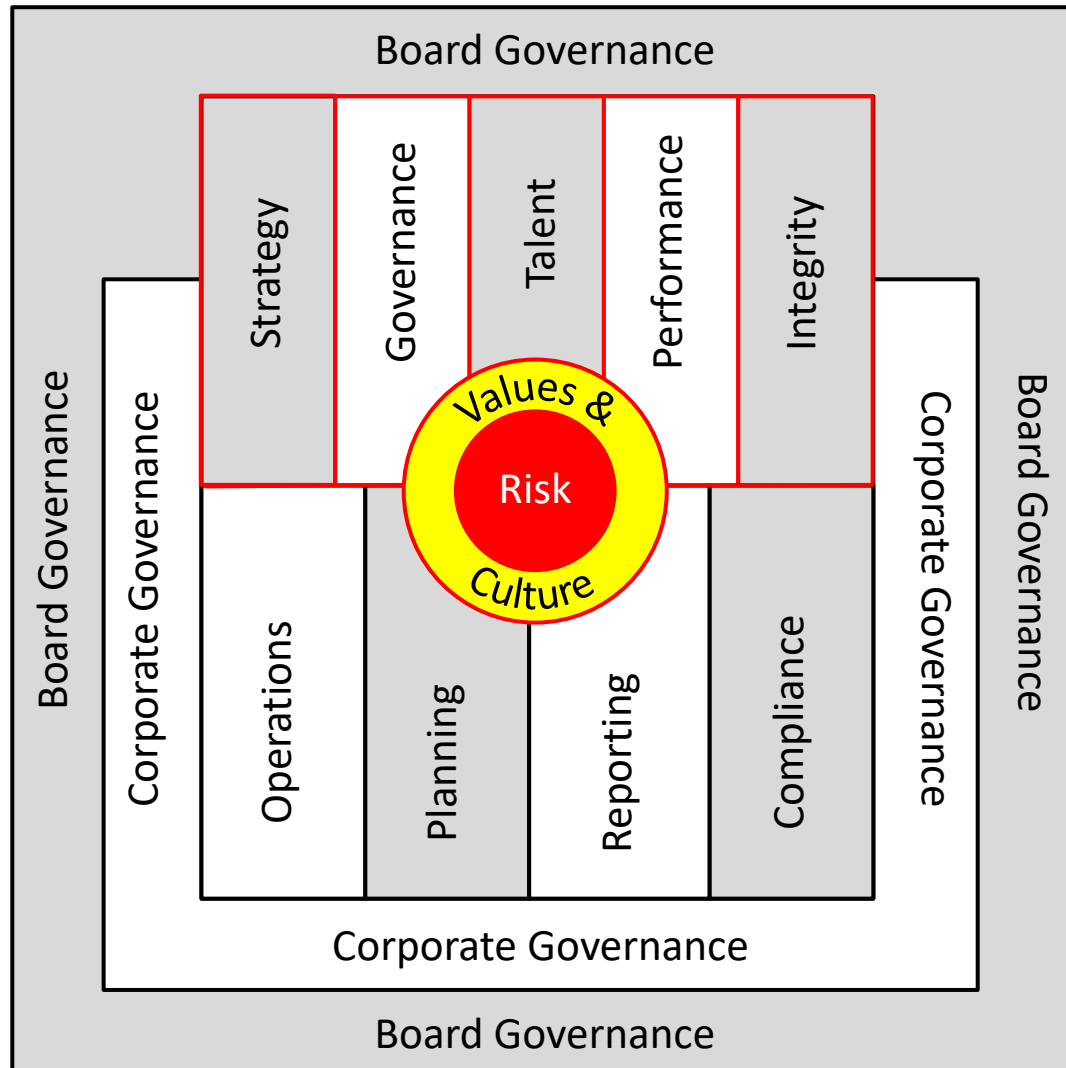 Board Governance
Strategy
Governance
Talent
Performance
Integrity
Board Governance
Corporate Governance
Values &
Risk
Culture
Corporate Governance
Board Governance
Operations
Planning
Reporting
Compliance
Corporate Governance
Board Governance